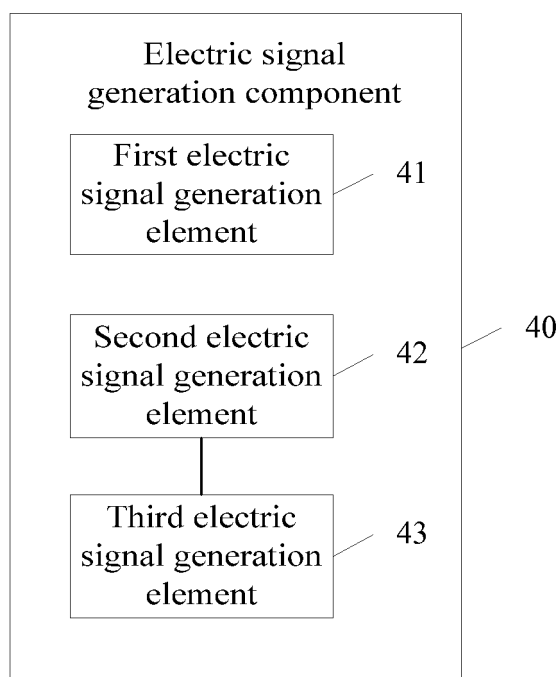 Electric signal
generation component
First electric
signal generation
element
41
Second electric
signal generation
element
42
40
Third electric
signal generation
element
43